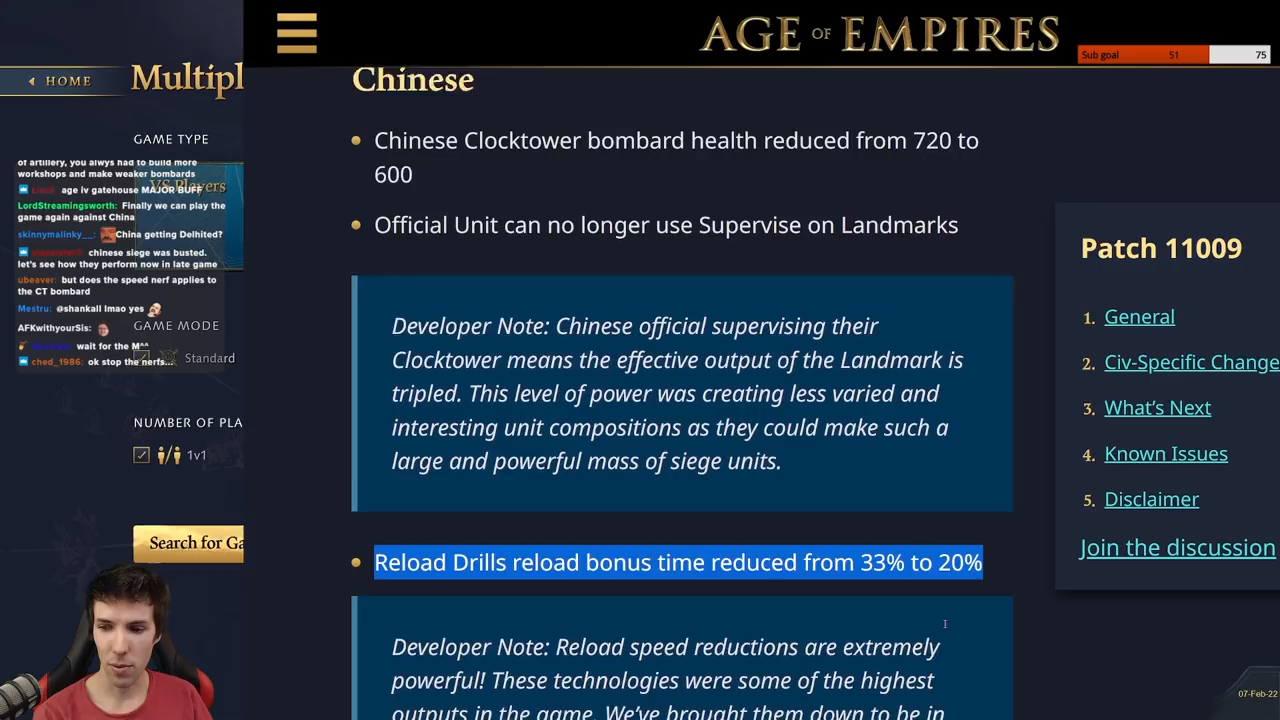 AGE OF EMPIRES
Sub goal 51 75
HOME
Multipl
GAME TYPE
VS Players
of artillery, you alwys had to build more
workshops and make weaker bombards
age iv gatehouse MAJOR BUFF
LordStreamingsworth: Finally we can play the
game again against China
skinnymalinky__: China getting Delhited?
chinese siege was busted.
let's see how they perform now in late game
ubeaver: but does the speed nerf applies to
the CT bombard
Mestru: @shankall lmao yes
AFKwithyourSis:
wait for the M^^
ched_1986: ok stop the nerfs...
GAME MODE
Standard
NUMBER OF PLA
1v1
Search for Ga
Chinese
Chinese Clocktower bombard health reduced from 720 to
600
Official Unit can no longer use Supervise on Landmarks
Developer Note: Chinese official supervising their
Clocktower means the effective output of the Landmark is
tripled. This level of power was creating less varied and
interesting unit compositions as they could make such a
large and powerful mass of siege units.
Reload Drills reload bonus time reduced from 33% to 20%
Developer Note: Reload speed reductions are extremely
powerful! These technologies were some of the highest
outputs in the game. We've brought them down to be in
Patch 11009
1. General
2. Civ-Specific Change
3. What's Next
4. Known Issues
5. Disclaimer
Join the discussion
07-Feb-22